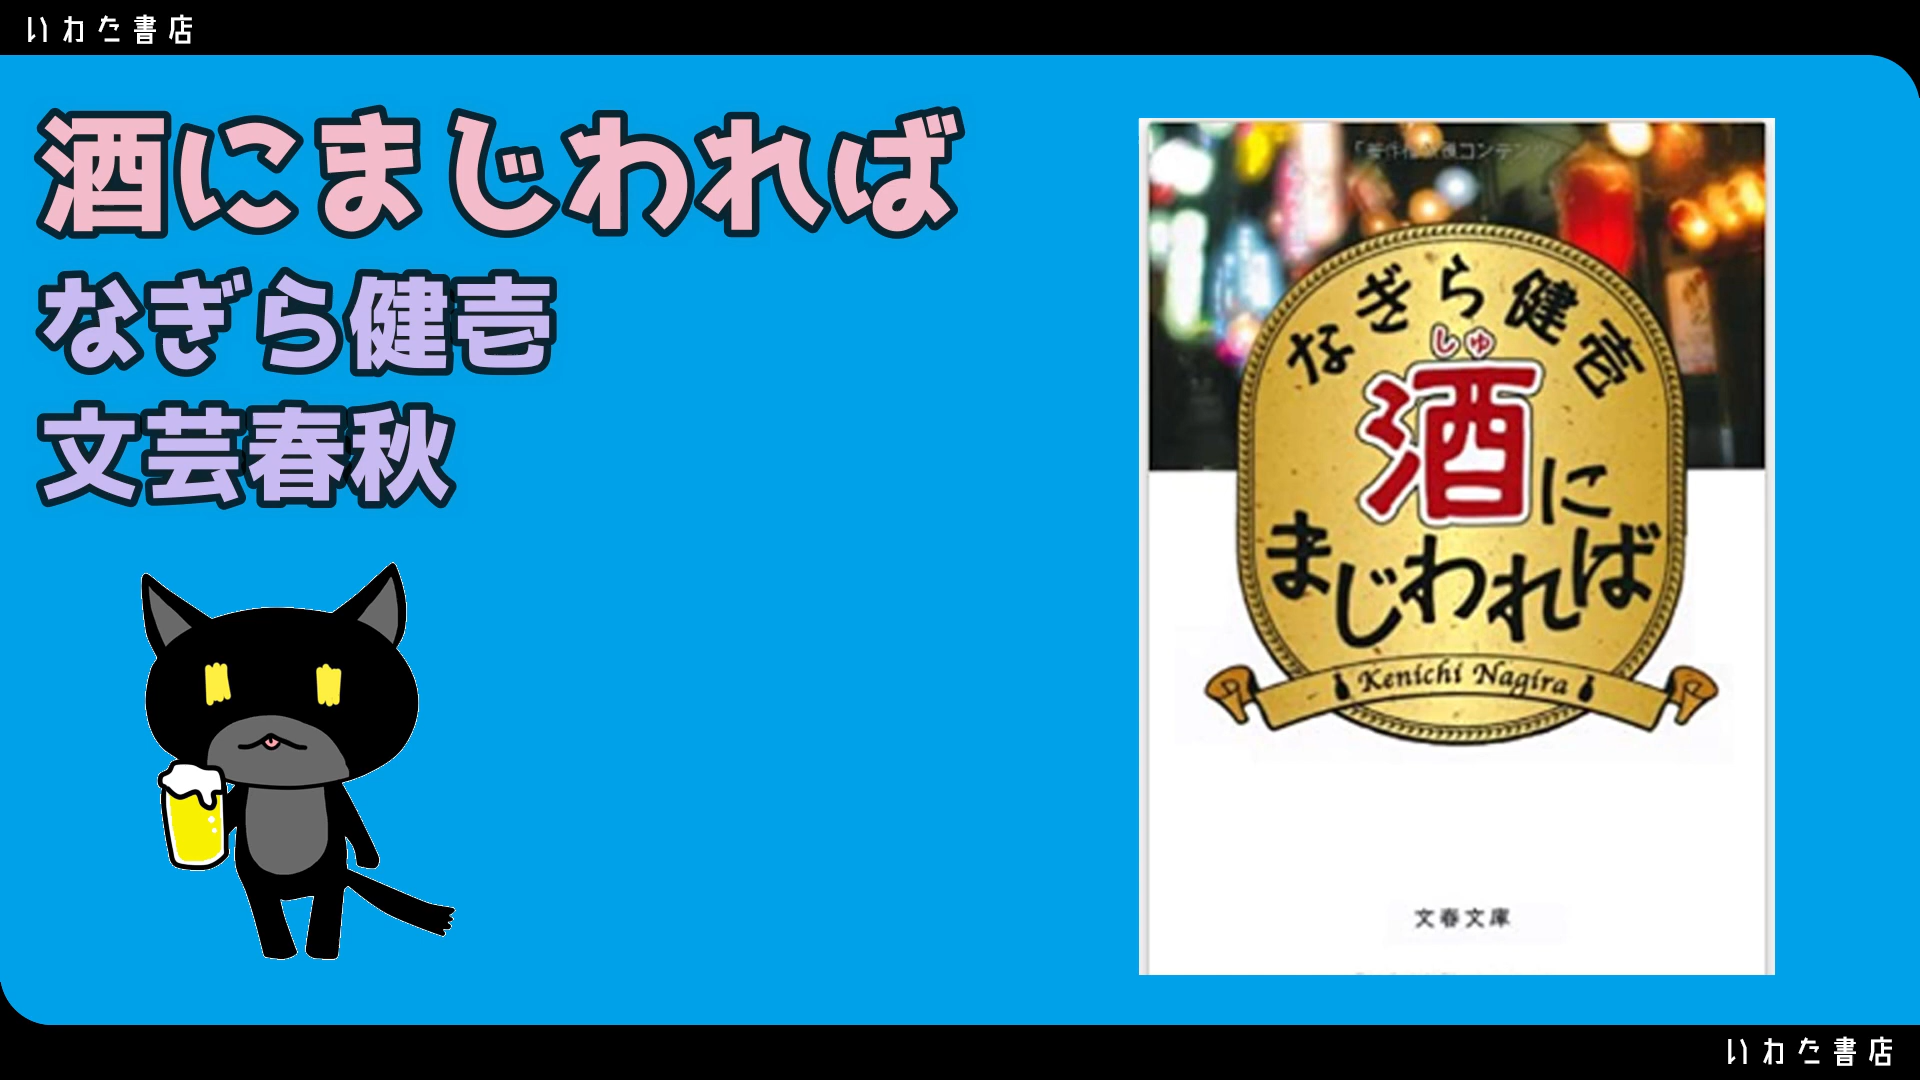 いわた書店
酒にまじわれば
なぎら健壱
文芸春秋
なぎら健壱
しゅ
酒に
まじわれば
Kenichi Nagira
文春文庫
いわた書店